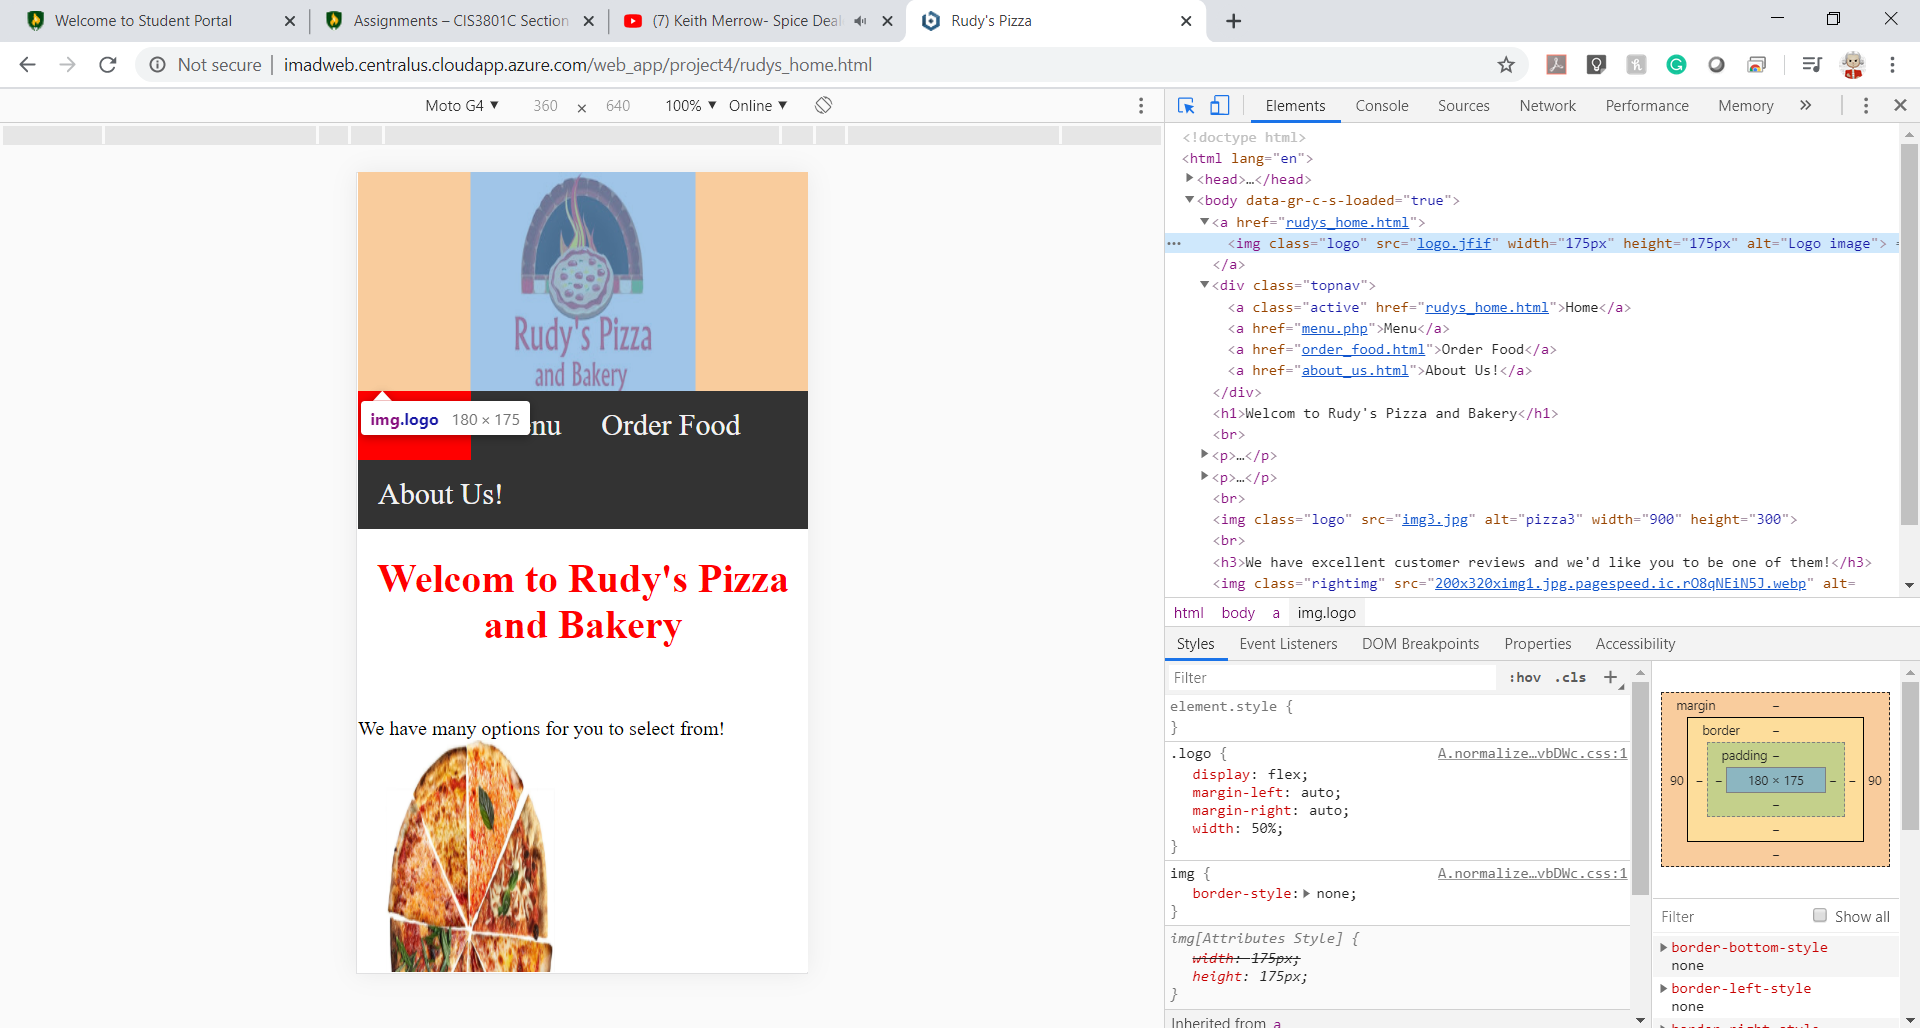 Welcome to Student Portal
Assignments – CIS3801C Section
(7) Keith Merrow- Spice Deal
Rudy's Pizza
Not secure | imadweb.centralus.cloudapp.azure.com/web_app/project4/rudys_home.html
Moto G4 ▼ 360 × 640 100% ▼ Online ▼
Rudy's Pizza
and Bakery
img.logo 180 × 175
enu Order Food
About Us!
Welcom to Rudy's Pizza
and Bakery
We have many options for you to select from!
Elements Console Sources Network Performance Memory »
<!doctype html>
<html lang="en">
<head>…</head>
<body data-gr-c-s-loaded="true">
<a href="rudys_home.html">
<img class="logo" src="logo.jfif" width="175px" height="175px" alt="Logo image"> =
</a>
<div class="topnav">
<a class="active" href="rudys_home.html">Home</a>
<a href="menu.php">Menu</a>
<a href="order_food.html">Order Food</a>
<a href="about_us.html">About Us!</a>
</div>
<h1>Welcom to Rudy's Pizza and Bakery</h1>
<br>
<p>…</p>
<p>…</p>
<br>
<img class="logo" src="img3.jpg" alt="pizza3" width="900" height="300">
<br>
<h3>We have excellent customer reviews and we'd like you to be one of them!</h3>
<img class="rightimg" src="200x320ximg1.jpg.pagespeed.ic.rO8qNEiN5J.webp" alt=
html body a img.logo
Styles Event Listeners DOM Breakpoints Properties Accessibility
Filter :hov .cls +
element.style {
}
.logo { A.normalize…vbDWc.css:1
display: flex;
margin-left: auto;
margin-right: auto;
width: 50%;
}
img { A.normalize…vbDWc.css:1
border-style: none;
}
img[Attributes Style] {
width: 175px;
height: 175px;
}
Inherited from a
margin –
border –
padding –
90 – – 180 × 175 – – 90
–
–
–
Filter Show all
border-bottom-style
none
border-left-style
none
border-right-style